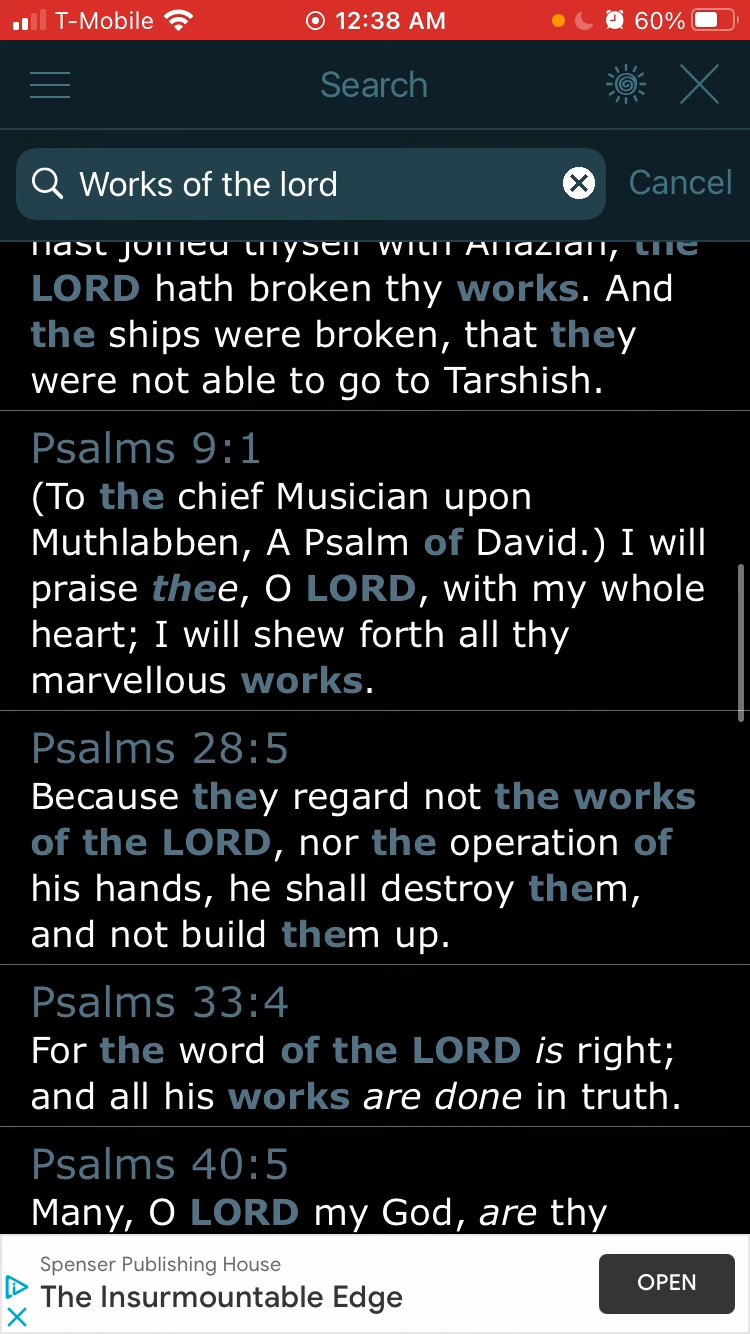 T-Mobile 12:38 AM 60%
Search
Works of the lord Cancel
hast joined thyself with Ahaziah, the
LORD hath broken thy works. And
the ships were broken, that they
were not able to go to Tarshish.
Psalms 9:1
(To the chief Musician upon
Muthlabben, A Psalm of David.) I will
praise thee, O LORD, with my whole
heart; I will shew forth all thy
marvellous works.
Psalms 28:5
Because they regard not the works
of the LORD, nor the operation of
his hands, he shall destroy them,
and not build them up.
Psalms 33:4
For the word of the LORD is right;
and all his works are done in truth.
Psalms 40:5
Many, O LORD my God, are thy
Spenser Publishing House
The Insurmountable Edge
OPEN